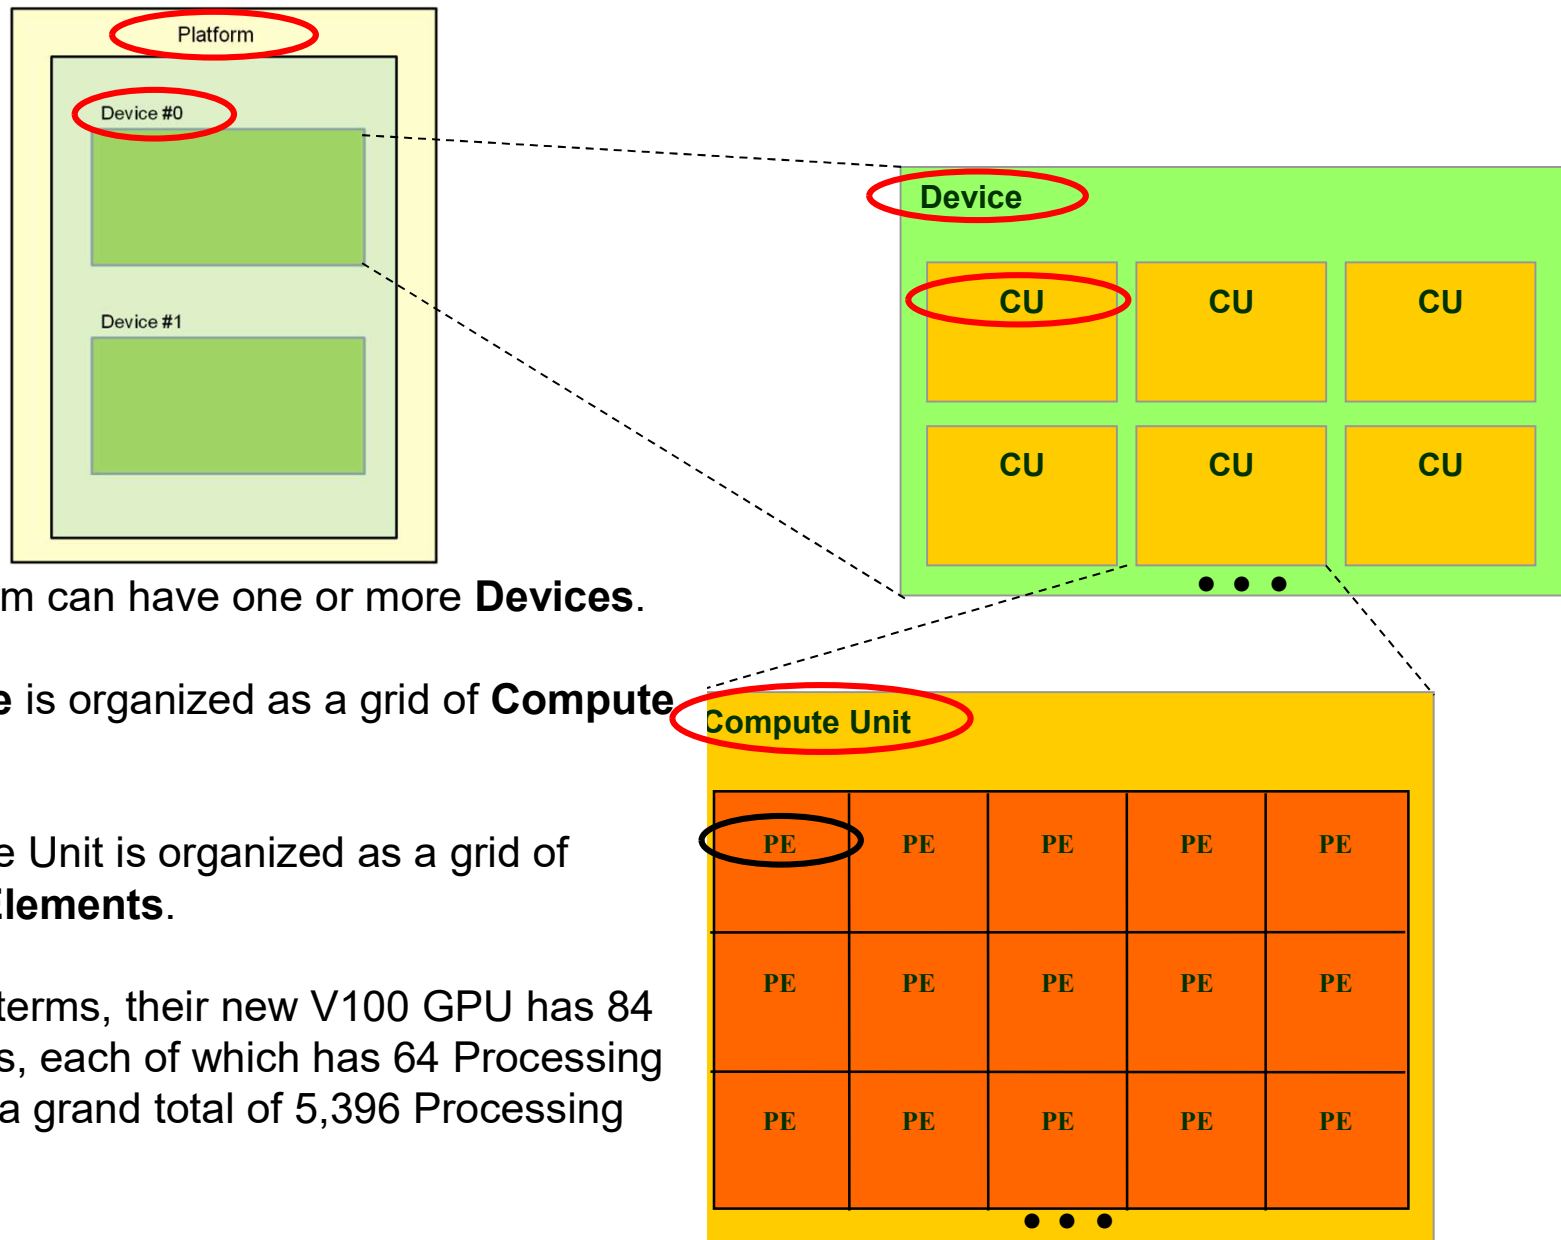 Platform
Device #0
Device #1
Device
CU CU CU
CU CU CU
• • •
m can have one or more Devices.
e is organized as a grid of Compute
e Unit is organized as a grid of
Elements.
terms, their new V100 GPU has 84
s, each of which has 64 Processing
a grand total of 5,396 Processing
Compute Unit
PE PE PE PE PE
PE PE PE PE PE
PE PE PE PE PE
• • •